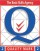 The Basic Skills Agency
QUALITY MARK